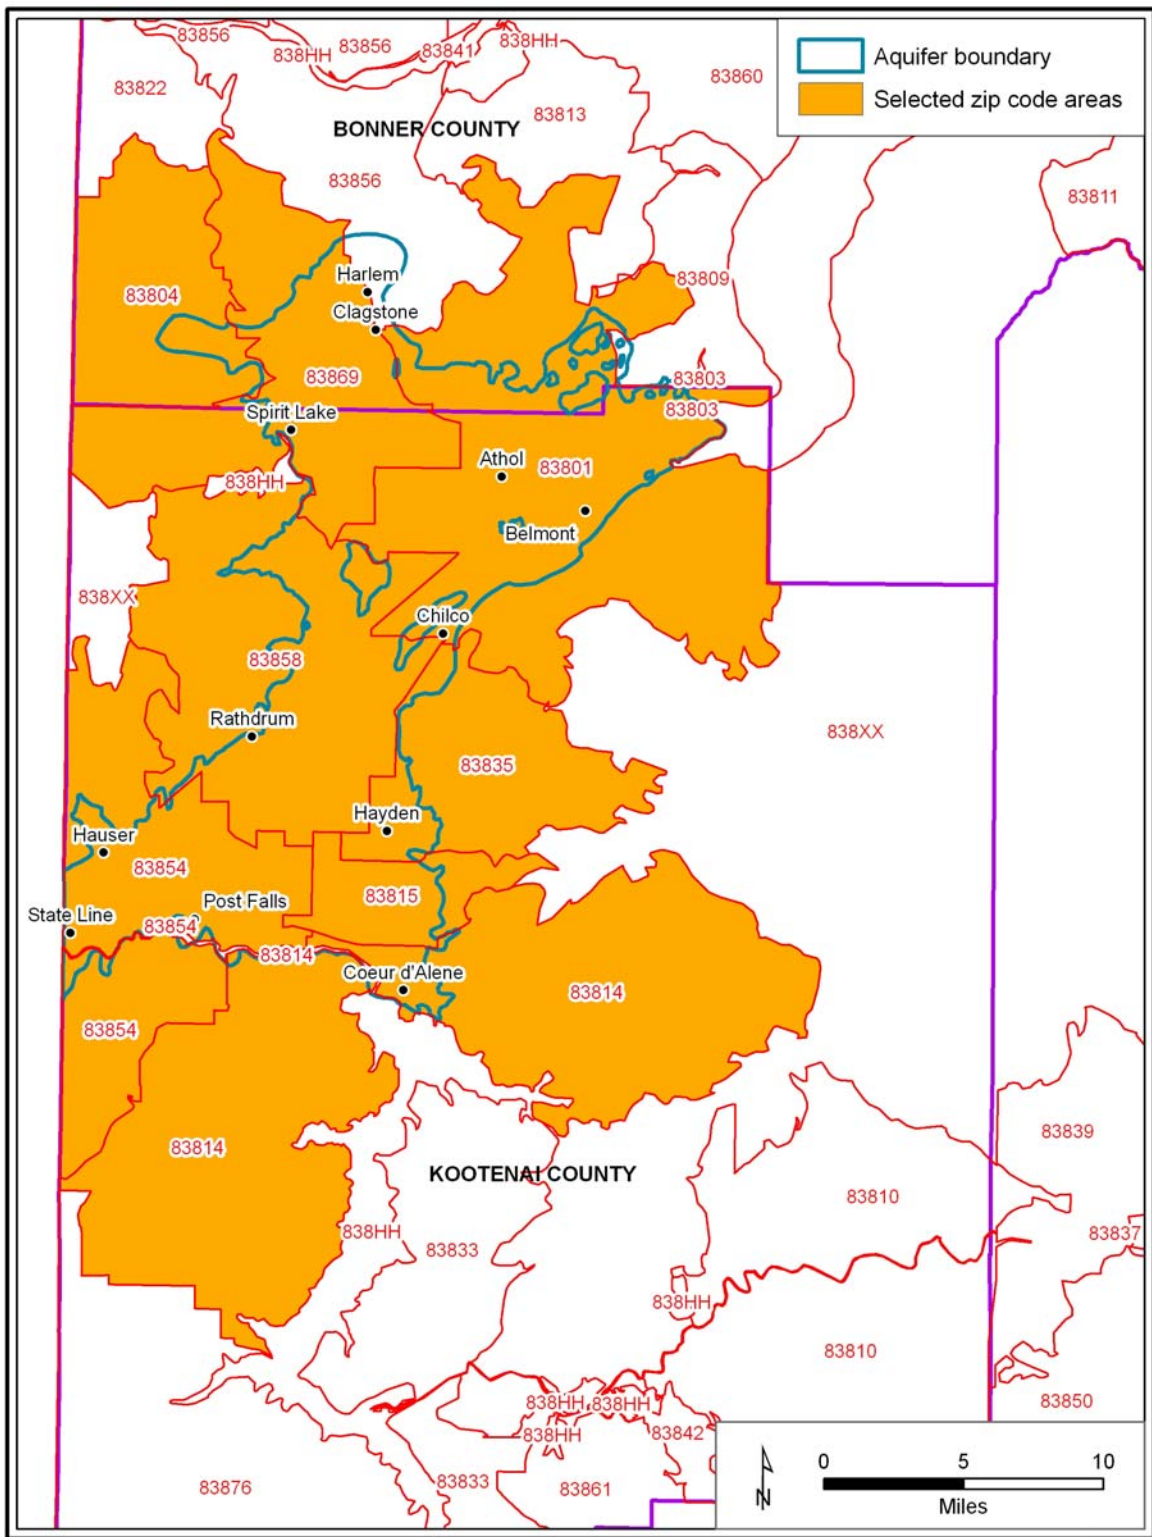 83856
838HH
83856
83841
838HH
83860
Aquifer boundary
Selected zip code areas
83822
83813
BONNER COUNTY
83856
83811
83809
Harlem
83804
Clagstone
83869
83803
83803
Spirit Lake
Athol
83801
838HH
Belmont
838XX
Chilco
83858
Rathdrum
838XX
83835
Hayden
Hauser
83854
83815
Post Falls
State Line
83854
83814
Coeur d'Alene
83814
83854
83839
83814
KOOTENAI COUNTY
83810
838HH
83833
83837
838HH
83810
83850
838HH
838HH
838HH
83842
83833
83876
83861
N
0
5
10
Miles